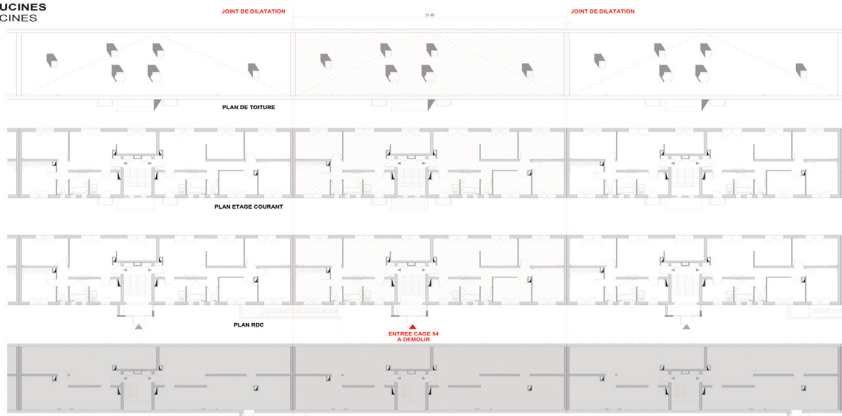 UCINES
CINES
JOINT DE DILATATION
JOINT DE DILATATION
PLAN DE TOITURE
PLAN ETAGE COURANT
PLAN RDC
ENTREE CAGE 54
A DEMOLIR